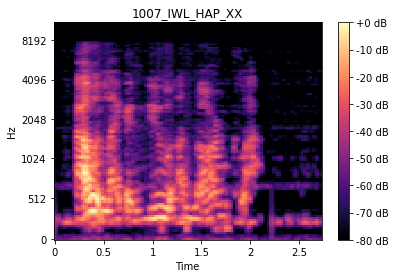 1007_IWL_HAP_XX
+0 dB
8192
-10 dB
4096
-20 dB
-30 dB
2048
Hz
-40 dB
1024
-50 dB
512
-60 dB
-70 dB
0
-80 dB
0 0.5 1 1.5 2 2.5
Time